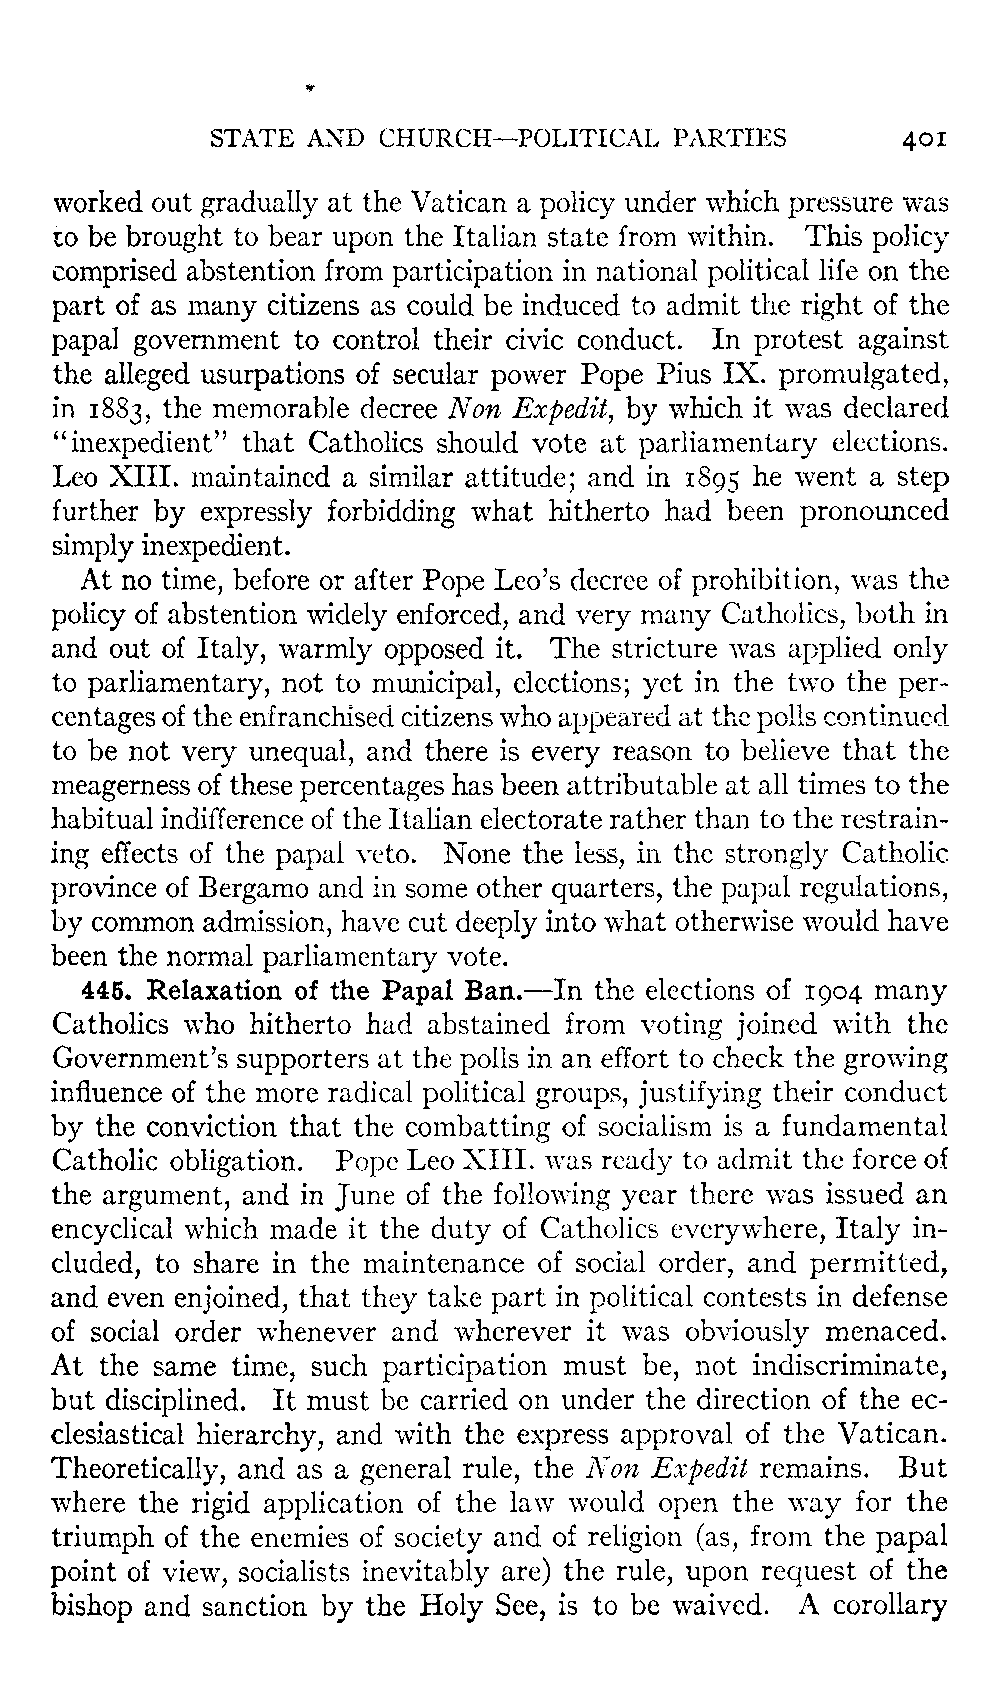 STATE AND CHURCH—POLITICAL PARTIES 401
worked out gradually at the Vatican a policy under which pressure was
to be brought to bear upon the Italian state from within. This policy
comprised abstention from participation in national political life on the
part of as many citizens as could be induced to admit the right of the
papal government to control their civic conduct. In protest against
the alleged usurpations of secular power Pope Pius IX. promulgated,
in 1883, the memorable decree Non Expedit, by which it was declared
“inexpedient” that Catholics should vote at parliamentary elections.
Leo XIII. maintained a similar attitude; and in 1895 he went a step
further by expressly forbidding what hitherto had been pronounced
simply inexpedient.
At no time, before or after Pope Leo’s decree of prohibition, was the
policy of abstention widely enforced, and very many Catholics, both in
and out of Italy, warmly opposed it. The stricture was applied only
to parliamentary, not to municipal, elections; yet in the two the per-
centages of the enfranchised citizens who appeared at the polls continued
to be not very unequal, and there is every reason to believe that the
meagerness of these percentages has been attributable at all times to the
habitual indifference of the Italian electorate rather than to the restrain-
ing effects of the papal veto. None the less, in the strongly Catholic
province of Bergamo and in some other quarters, the papal regulations,
by common admission, have cut deeply into what otherwise would have
been the normal parliamentary vote.
445. Relaxation of the Papal Ban.—In the elections of 1904 many
Catholics who hitherto had abstained from voting joined with the
Government’s supporters at the polls in an effort to check the growing
influence of the more radical political groups, justifying their conduct
by the conviction that the combatting of socialism is a fundamental
Catholic obligation. Pope Leo XIII. was ready to admit the force of
the argument, and in June of the following year there was issued an
encyclical which made it the duty of Catholics everywhere, Italy in-
cluded, to share in the maintenance of social order, and permitted,
and even enjoined, that they take part in political contests in defense
of social order whenever and wherever it was obviously menaced.
At the same time, such participation must be, not indiscriminate,
but disciplined. It must be carried on under the direction of the ec-
clesiastical hierarchy, and with the express approval of the Vatican.
Theoretically, and as a general rule, the Non Expedit remains. But
where the rigid application of the law would open the way for the
triumph of the enemies of society and of religion (as, from the papal
point of view, socialists inevitably are) the rule, upon request of the
bishop and sanction by the Holy See, is to be waived. A corollary